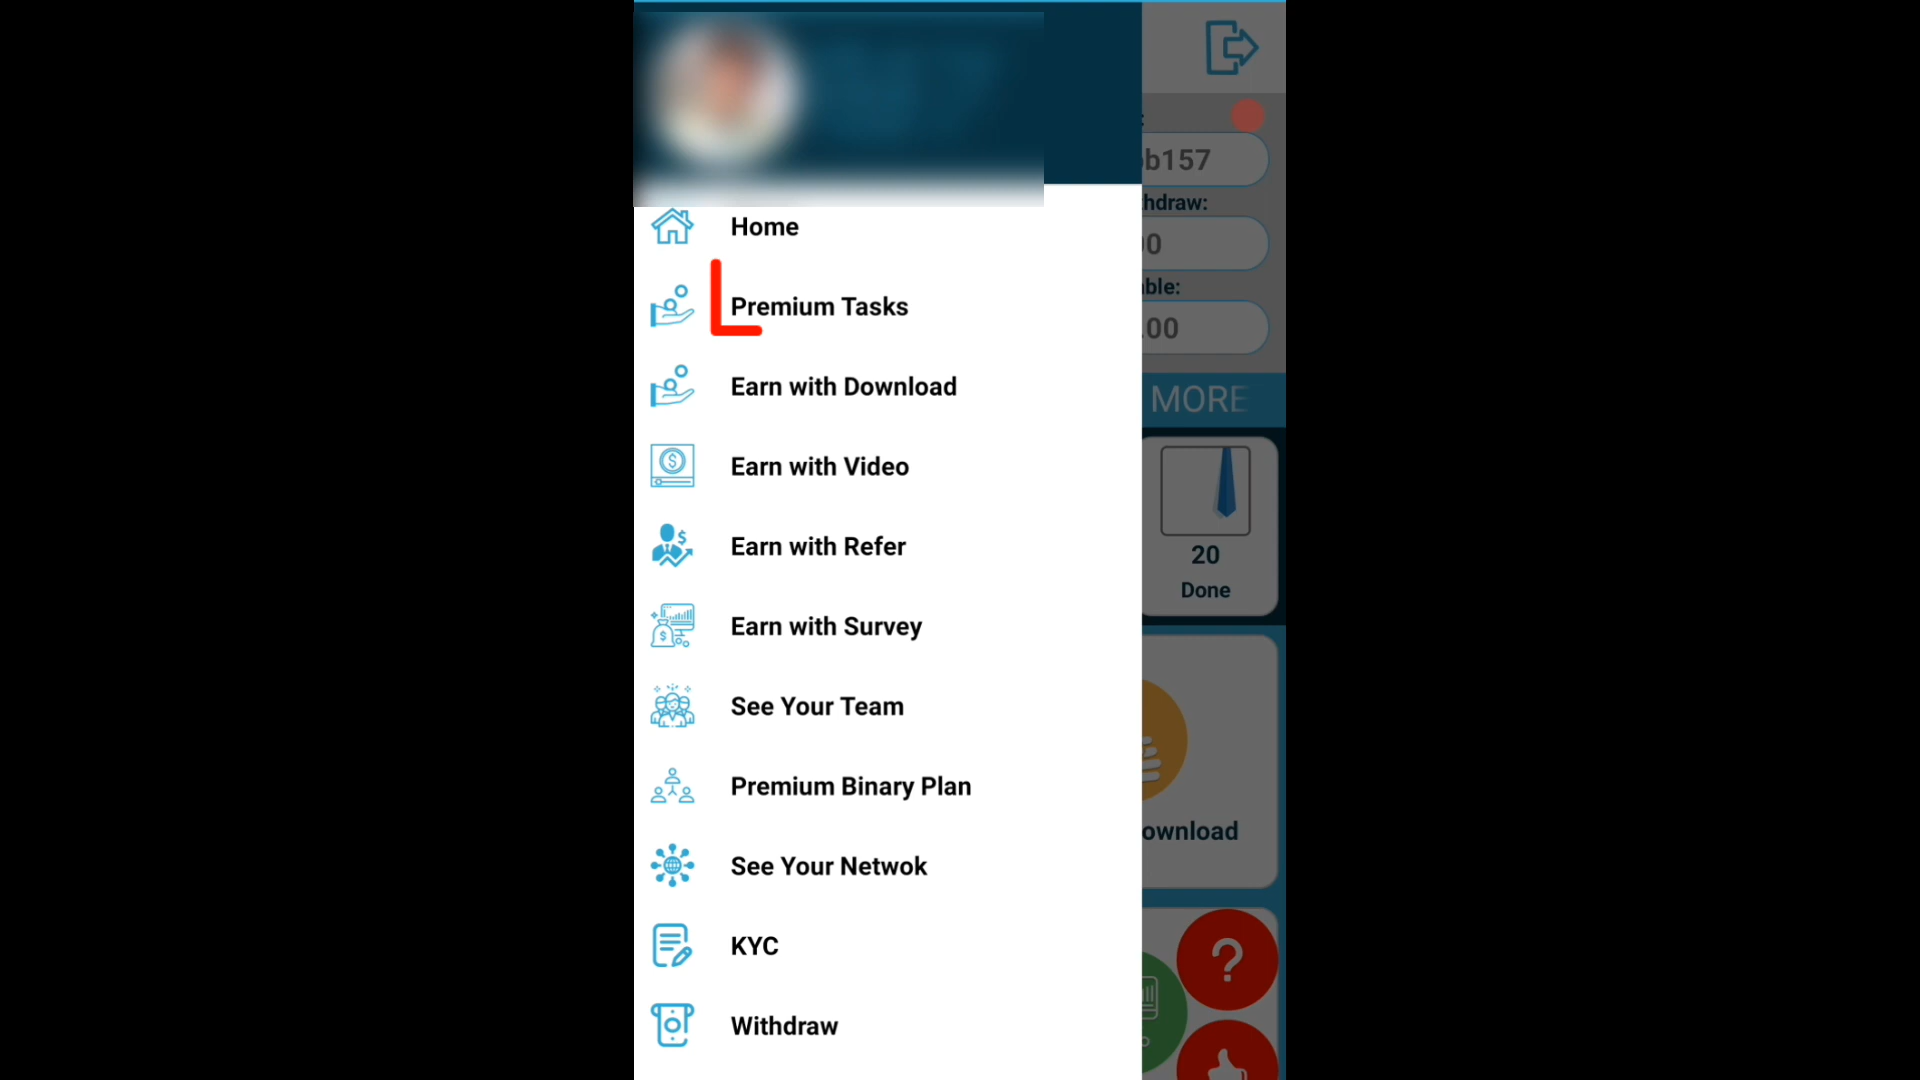 Home
Premium Tasks
Earn with Download
Earn with Video
Earn with Refer
Earn with Survey
See Your Team
Premium Binary Plan
See Your Netwok
KYC
Withdraw
b157
hdraw:
00
ble:
.00
MORE
20
Done
ownload
?